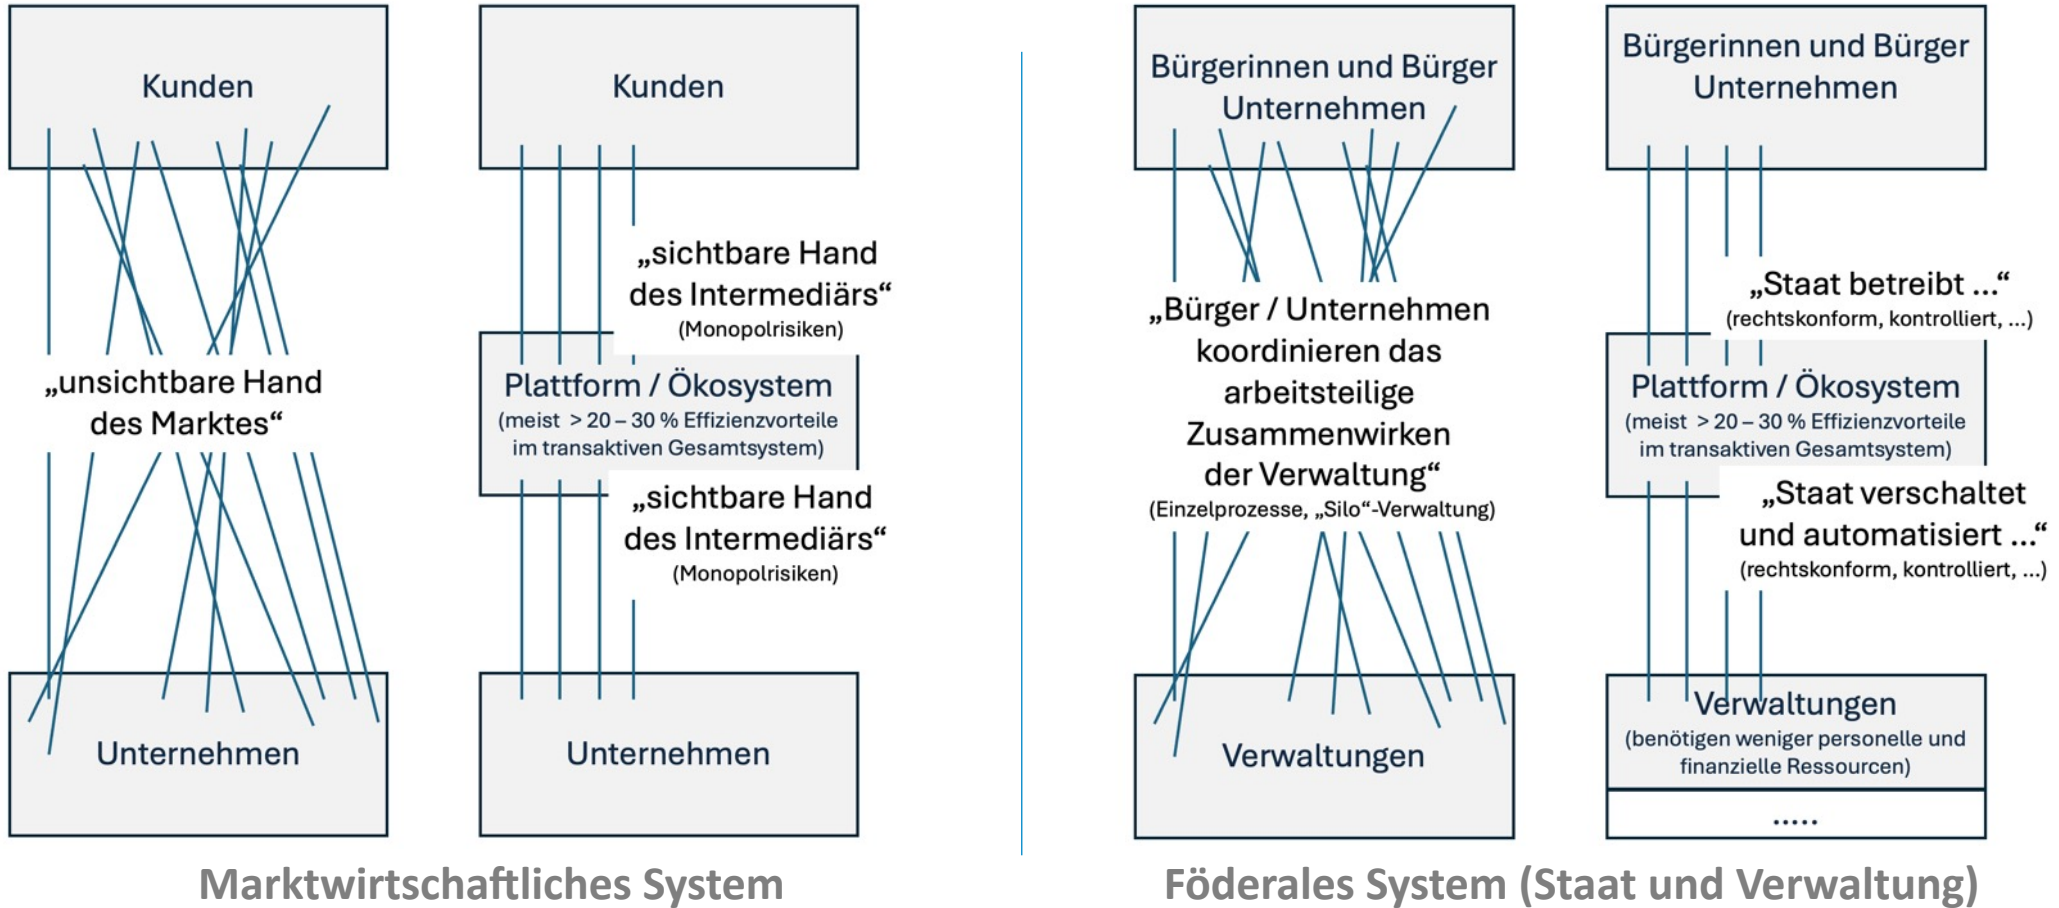 Kunden
„unsichtbare Hand
des Marktes“
Unternehmen
Kunden
„sichtbare Hand
des Intermediärs“
(Monopolrisiken)
Plattform / Ökosystem
(meist > 20 – 30 % Effizienzvorteile
im transaktiven Gesamtsystem)
„sichtbare Hand
des Intermediärs“
(Monopolrisiken)
Unternehmen
Marktwirtschaftliches System
Bürgerinnen und Bürger
Unternehmen
„Bürger / Unternehmen
koordinieren das
arbeitsteilige
Zusammenwirken
der Verwaltung“
(Einzelprozesse, „Silo“-Verwaltung)
Verwaltungen
Bürgerinnen und Bürger
Unternehmen
„Staat betreibt ...“
(rechtskonform, kontrolliert, ...)
Plattform / Ökosystem
(meist > 20 – 30 % Effizienzvorteile
im transaktiven Gesamtsystem)
„Staat verschaltet
und automatisiert ...“
(rechtskonform, kontrolliert, ...)
Verwaltungen
(benötigen weniger personelle und
finanzielle Ressourcen)
.....
Föderales System (Staat und Verwaltung)